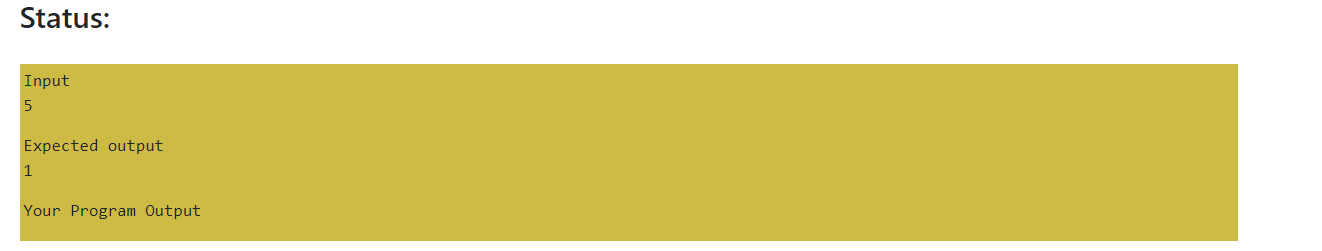 Status:
Input
5
Expected output
1
Your Program Output